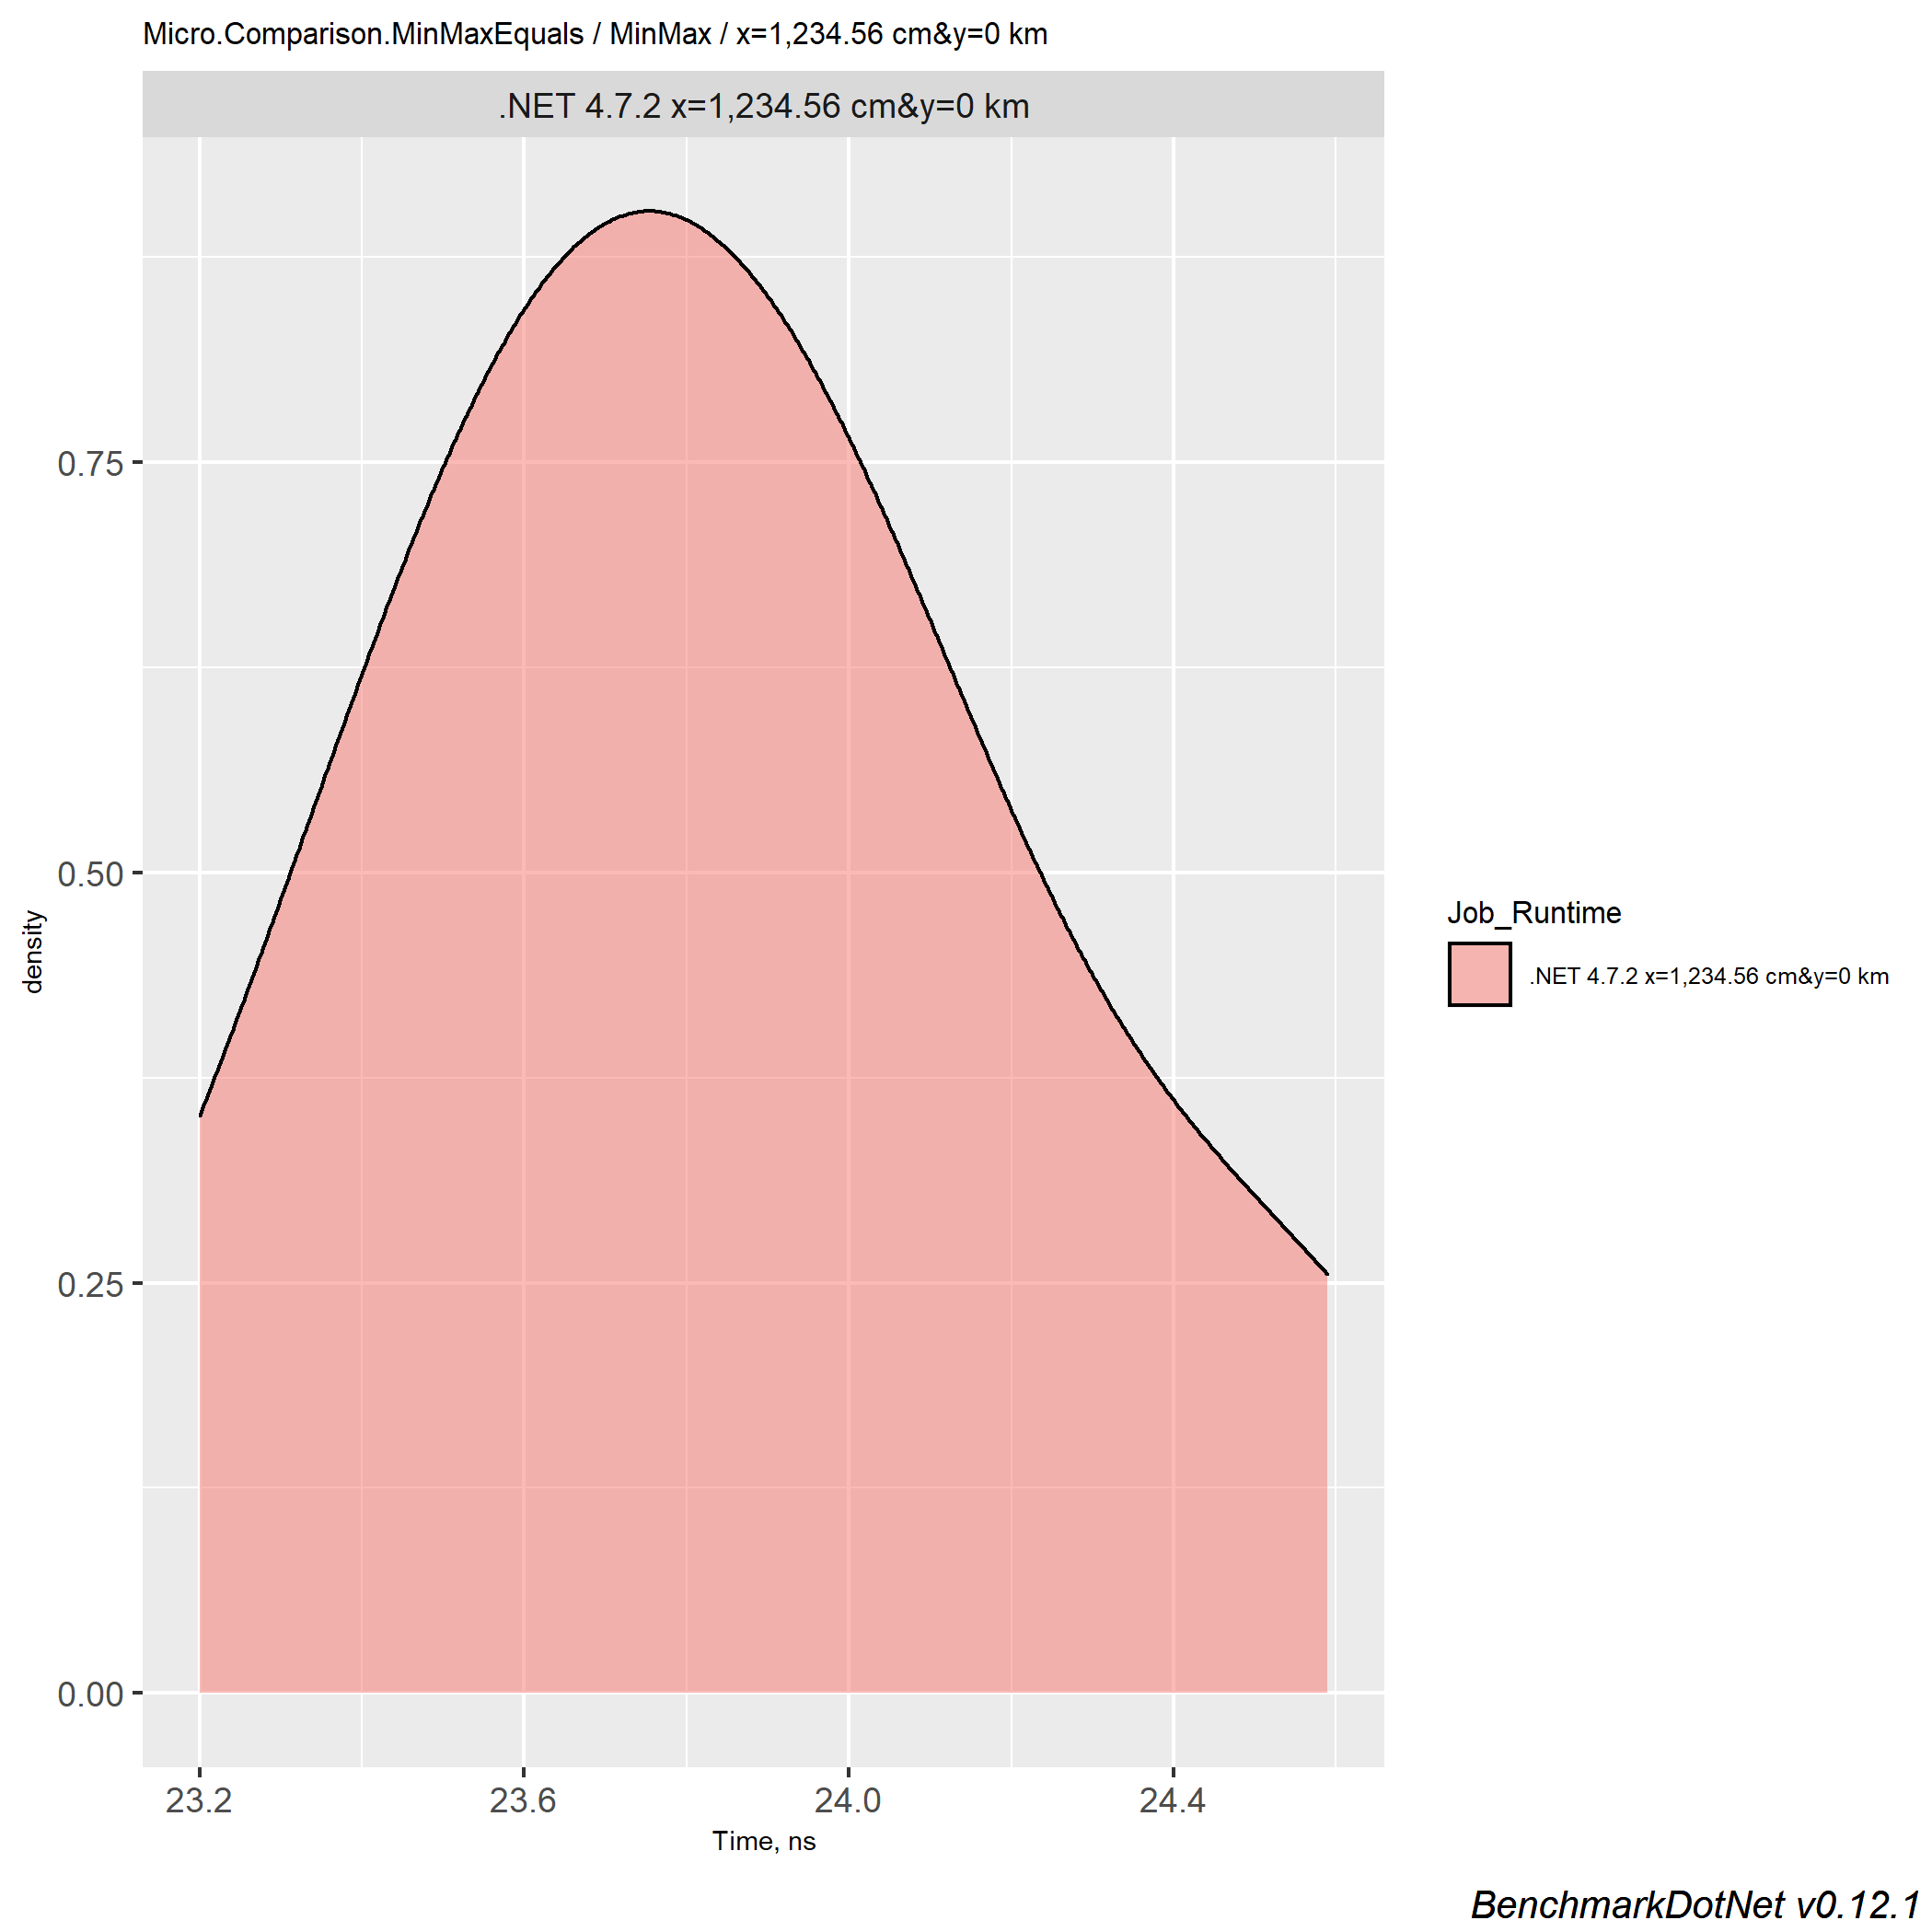 Micro.Comparison.MinMaxEquals / MinMax / x=1,234.56 cm&y=0 km
.NET 4.7.2 x=1,234.56 cm&y=0 km
0.75
0.50
0.25
0.00
density
23.2 23.6 24.0 24.4
Time, ns
Job_Runtime
.NET 4.7.2 x=1,234.56 cm&y=0 km
BenchmarkDotNet v0.12.1